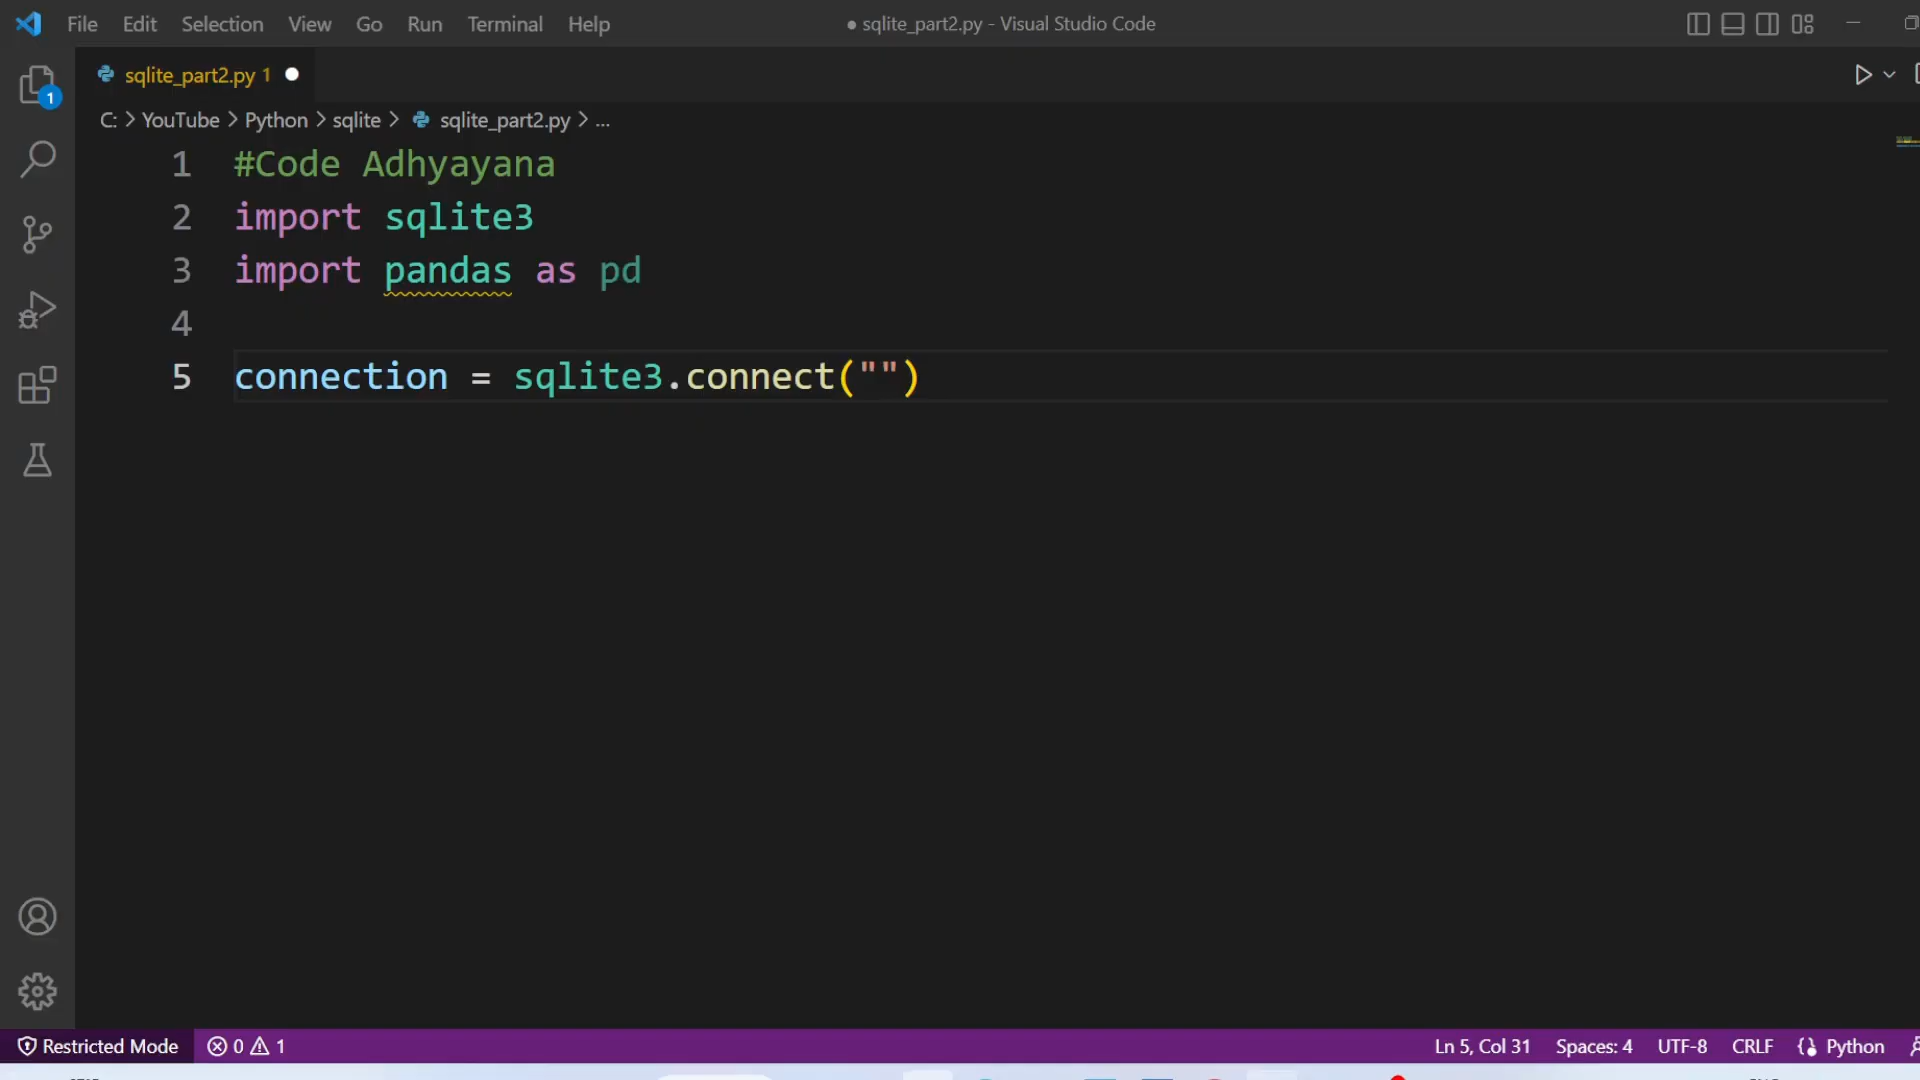 File Edit Selection View Go Run Terminal Help
● sqlite_part2.py - Visual Studio Code
sqlite_part2.py 1
C: > YouTube > Python > sqlite > sqlite_part2.py > ...
1
1 #Code Adhyayana
2 import sqlite3
3 import pandas as pd
4
5 connection = sqlite3.connect("")
Restricted Mode 0 1
Ln 5, Col 31 Spaces: 4 UTF-8 CRLF Python